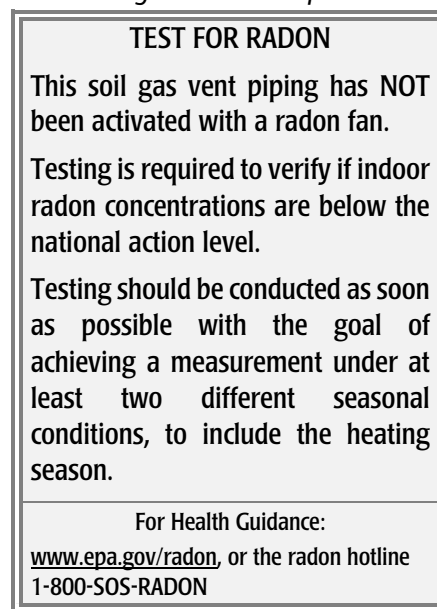 TEST FOR RADON
This soil gas vent piping has NOT
been activated with a radon fan.
Testing is required to verify if indoor
radon concentrations are below the
national action level.
Testing should be conducted as soon
as possible with the goal of
achieving a measurement under at
least two different seasonal
conditions, to include the heating
season.
For Health Guidance:
www.epa.gov/radon, or the radon hotline
1-800-SOS-RADON